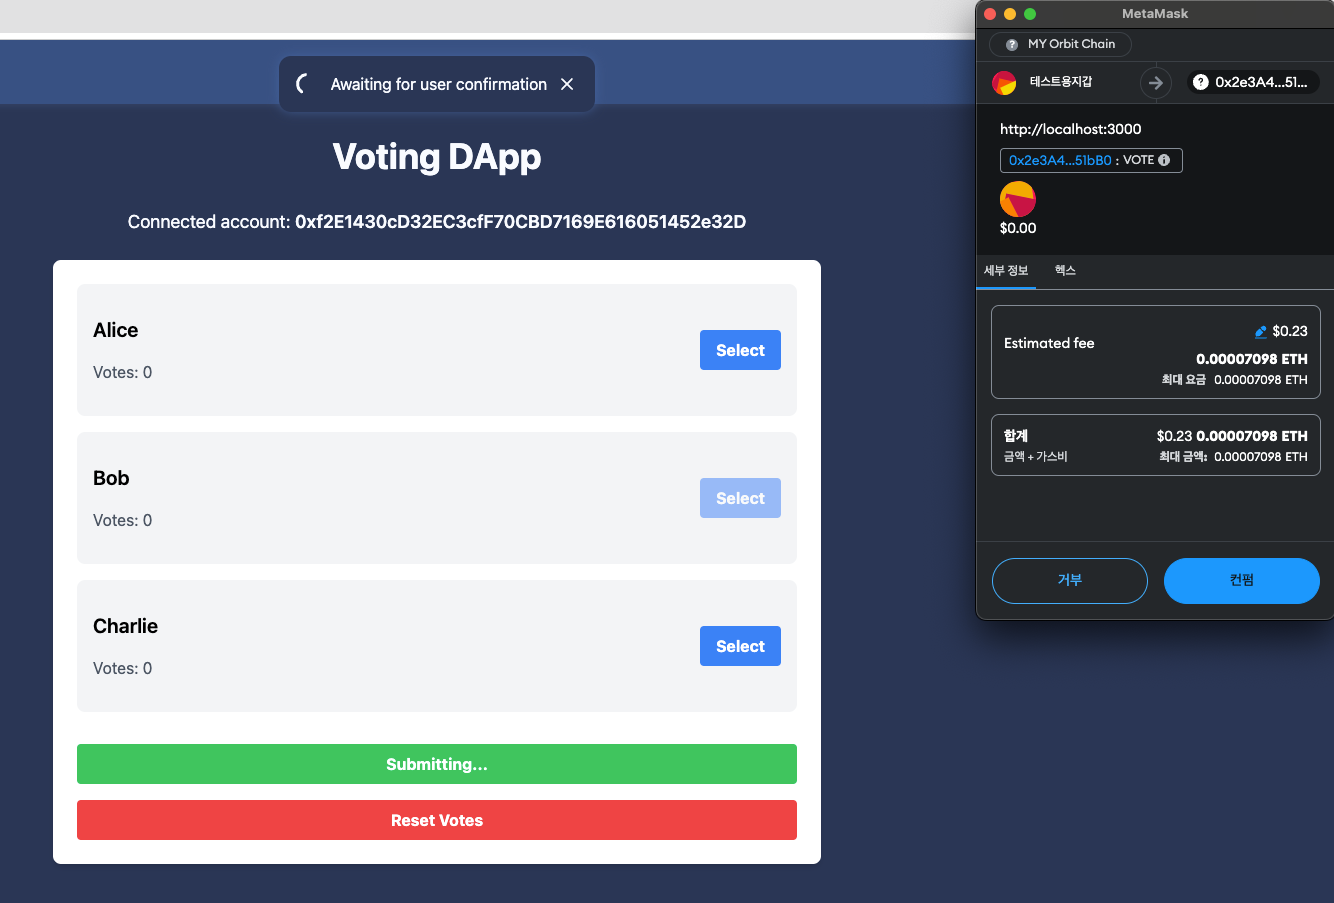 Awaiting for user confirmation
Voting DApp
Connected account: 0xf2E1430cD32EC3cfF70CBD7169E616051452e32D
Alice
Votes: 0
Select
Bob
Votes: 0
Select
Charlie
Votes: 0
Select
Submitting...
Reset Votes
MetaMask
MY Orbit Chain
테스트용지갑
0x2e3A4...51...
http://localhost:3000
0x2e3A4...51bB0 : VOTE
$0.00
세부 정보 헥스
Estimated fee
$0.23
0.00007098 ETH
최대 요금 0.00007098 ETH
합계 $0.23 0.00007098 ETH
금액 + 가스비 최대 금액: 0.00007098 ETH
거부 컨펌